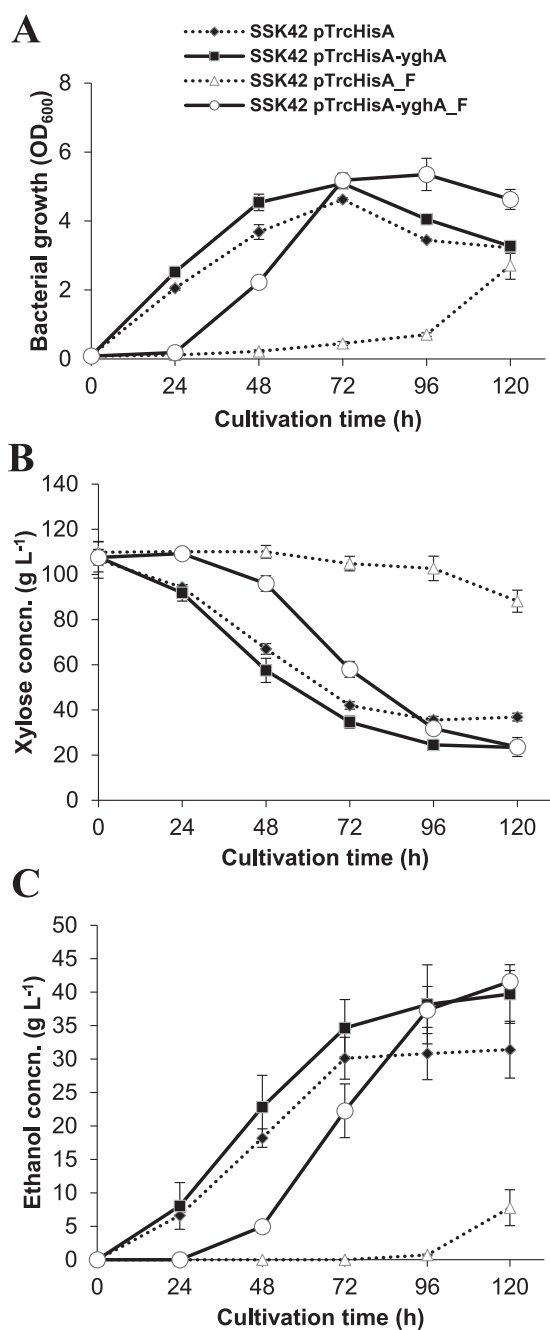 A
SSK42 pTrcHisA
SSK42 pTrcHisA-yghA
SSK42 pTrcHisA_F
SSK42 pTrcHisA-yghA_F
Bacterial growth (OD600)
8
6
4
2
0
0 24 48 72 96 120
Cultivation time (h)
B
Xylose concn. (g L-1)
140
120
100
80
60
40
20
0
0 24 48 72 96 120
Cultivation time (h)
C
Ethanol concn. (g L-1)
50
45
40
35
30
25
20
15
10
5
0
0 24 48 72 96 120
Cultivation time (h)